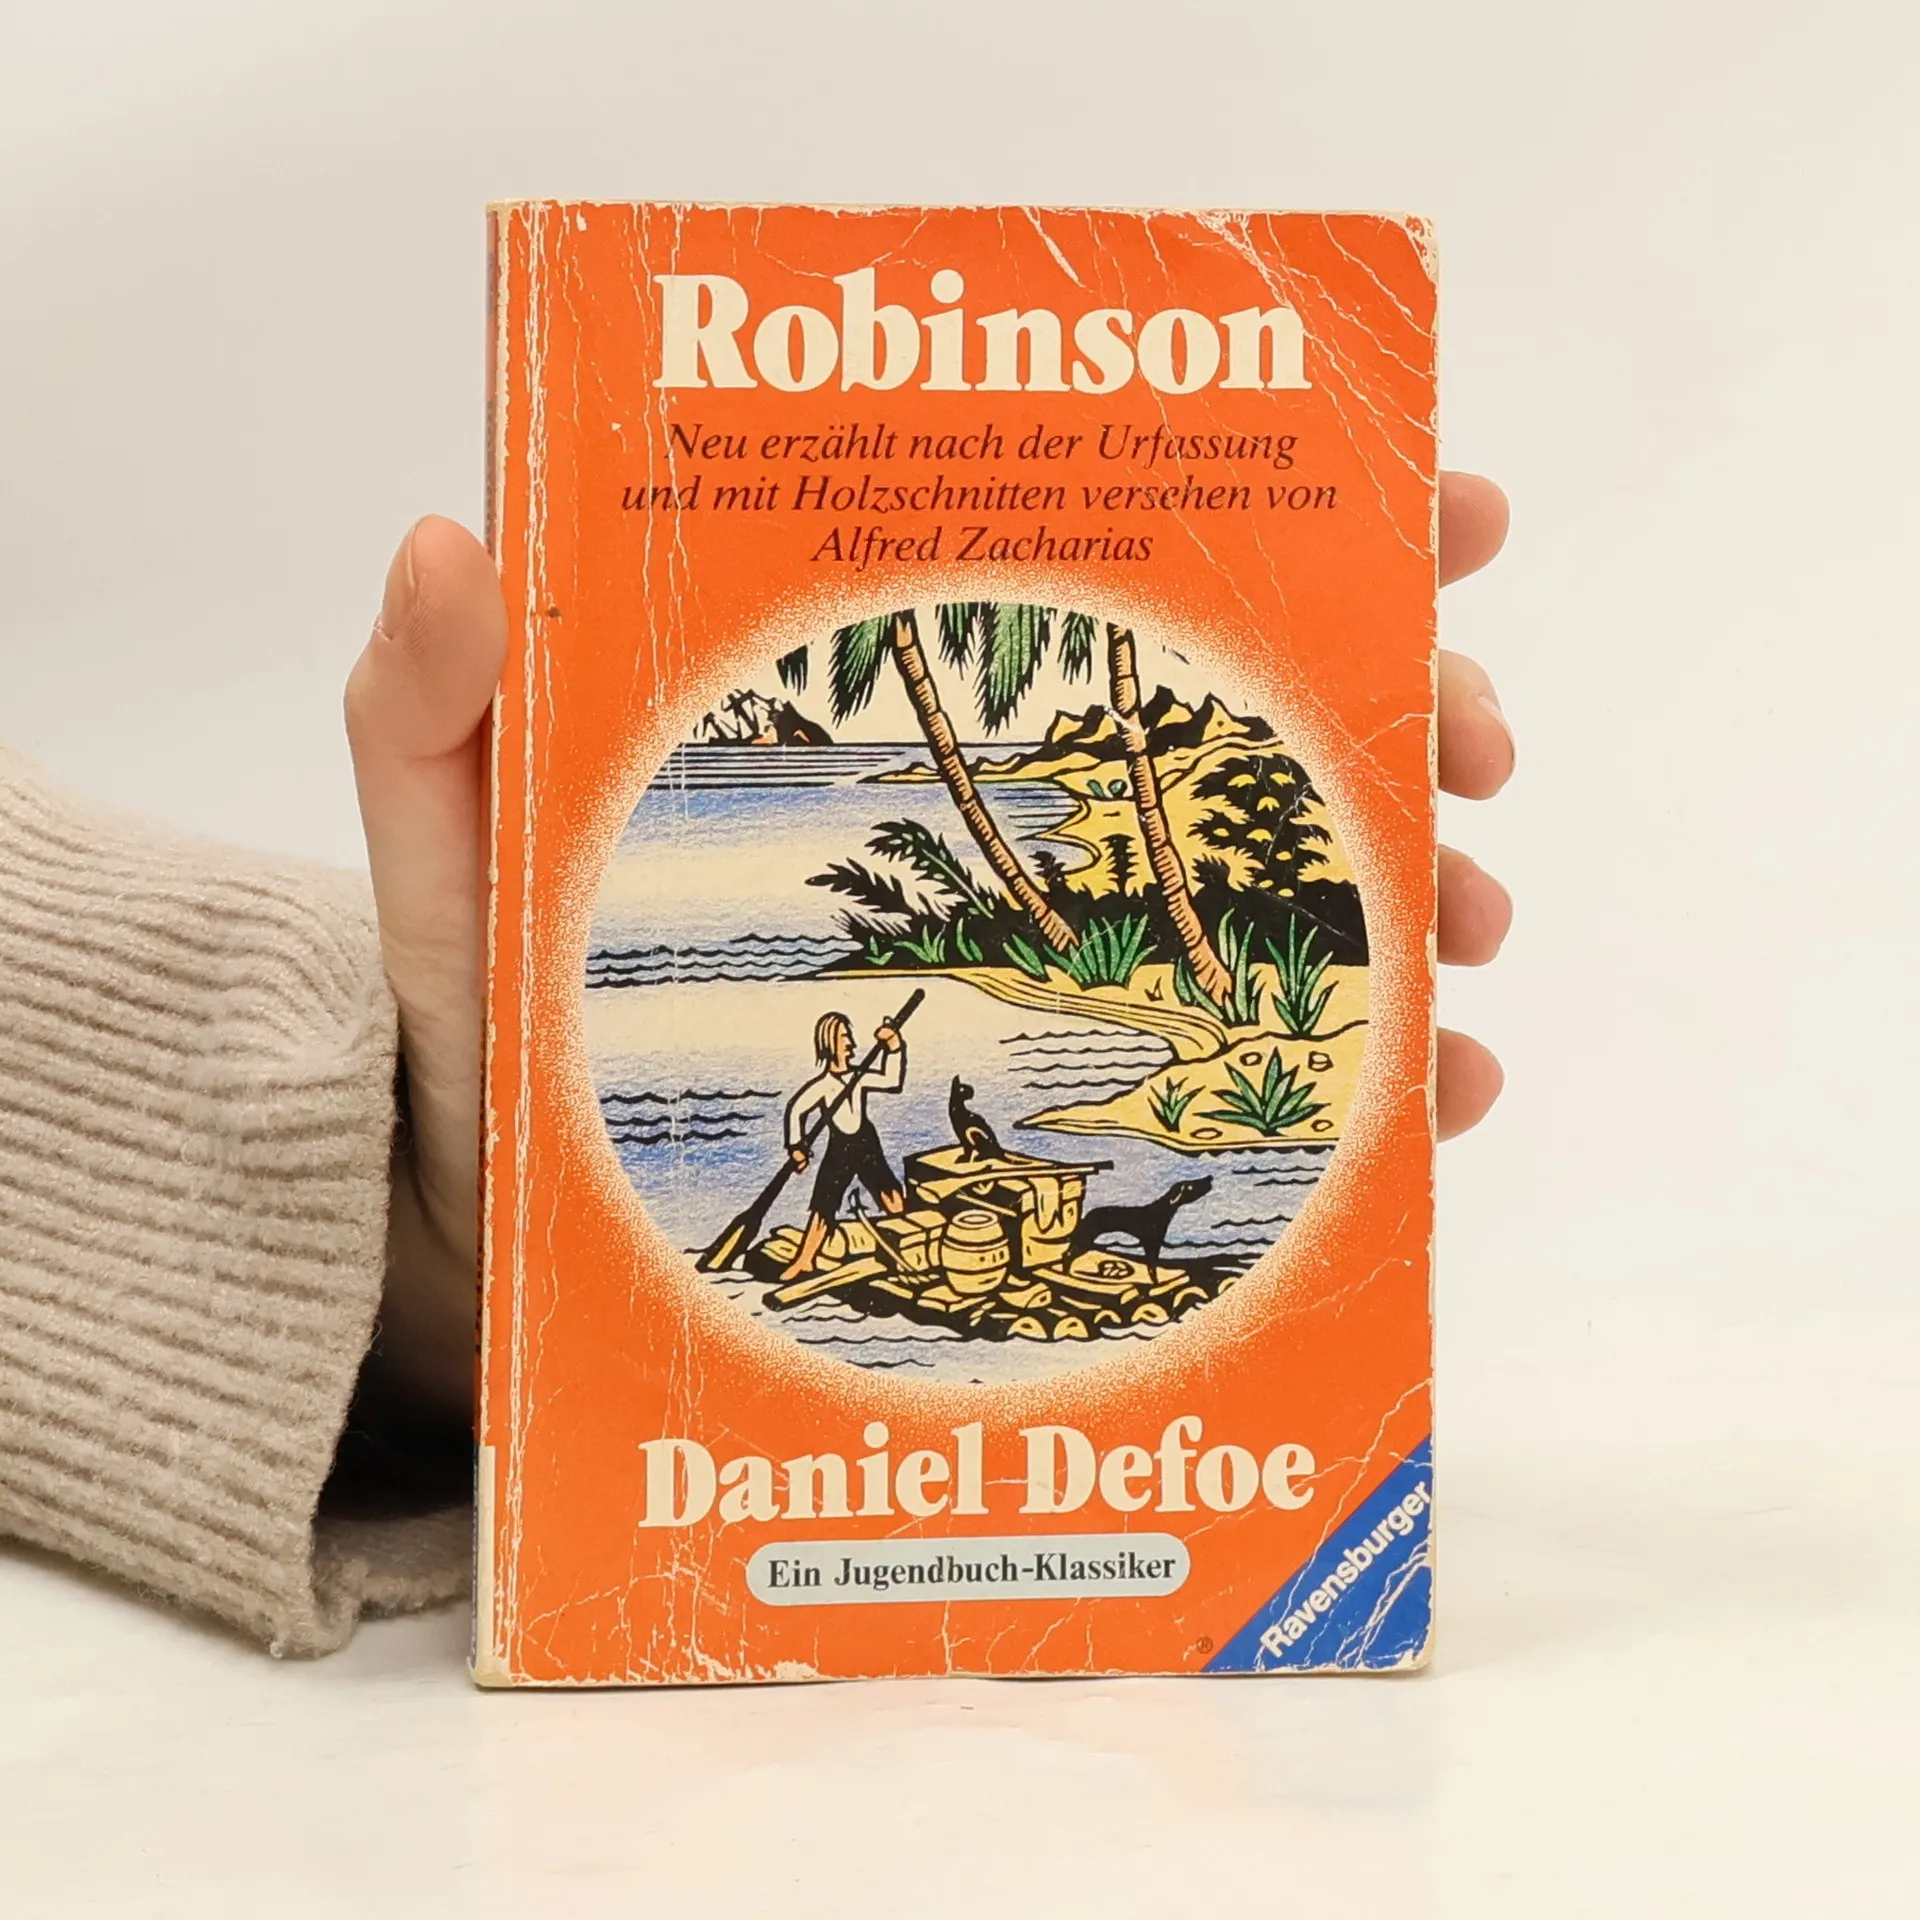 Robinson
Neu erzählt nach der Urfassung
und mit Holzschnitten versehen von
Alfred Zacharias
Daniel Defoe
Ein Jugendbuch-Klassiker
®
Ravensburger